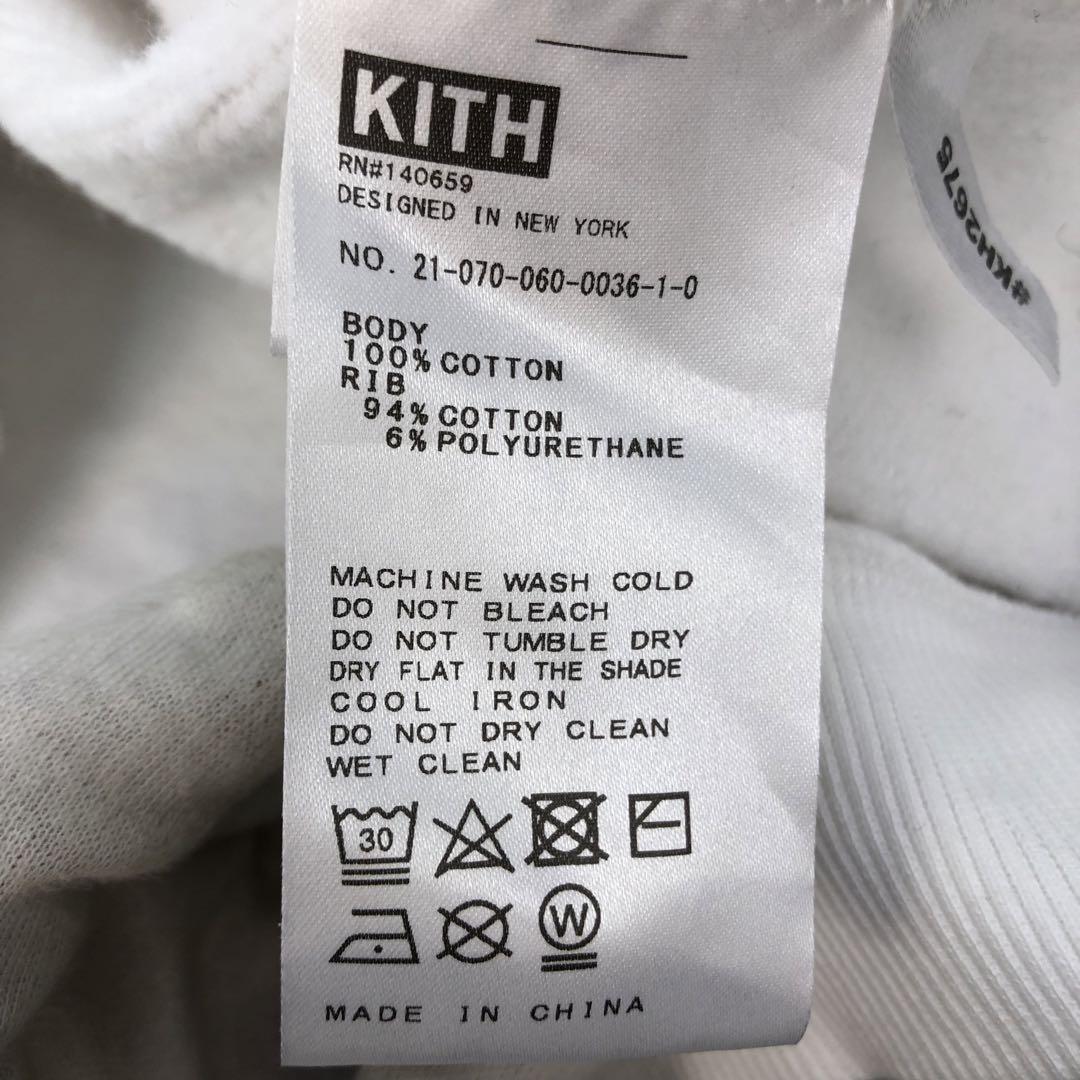 KITH
RN#140659
DESIGNED IN NEW YORK
NO. 21-070-060-0036-1-0
BODY
100% COTTON
RIB
94% COTTON
6% POLYURETHANE
MACHINE WASH COLD
DO NOT BLEACH
DO NOT TUMBLE DRY
DRY FLAT IN THE SHADE
COOL IRON
DO NOT DRY CLEAN
WET CLEAN
30
W
MADE IN CHINA
#KH2675